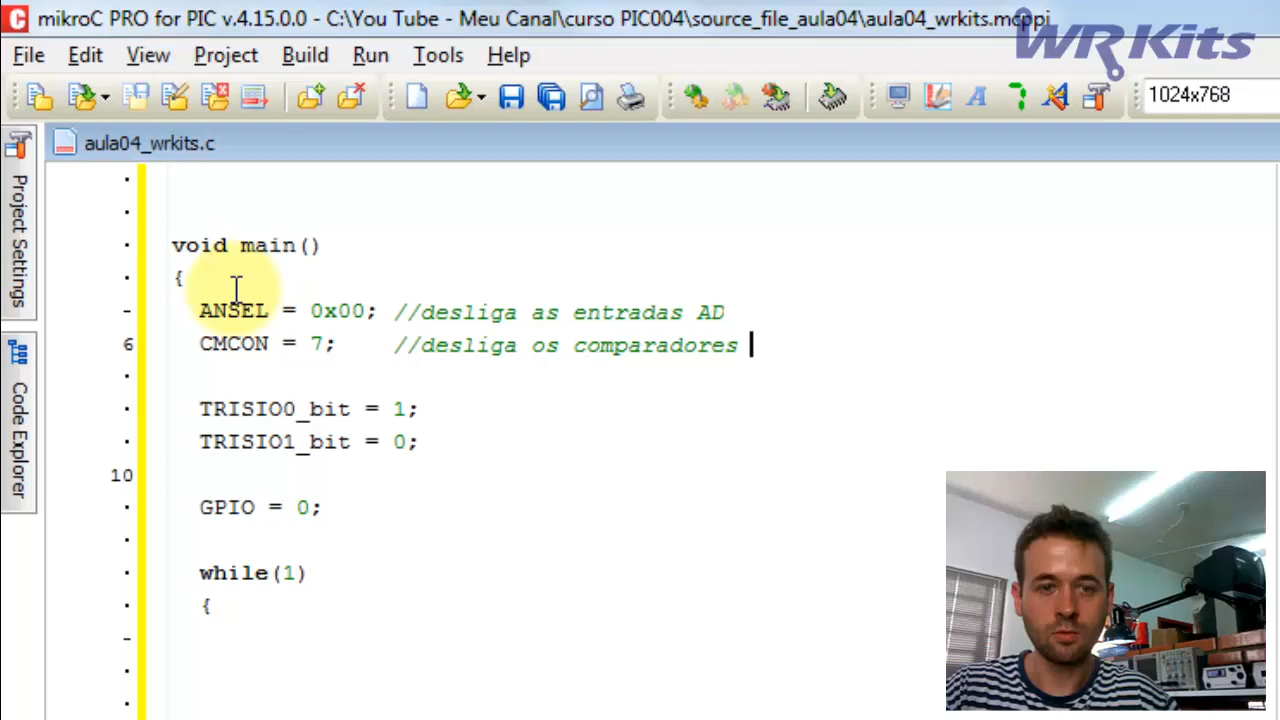 mikroC PRO for PIC v.4.15.0.0 - C:\You Tube - Meu Canal\curso PIC004\source_file_aula04\aula04_wrkits.mcppi
WR Kits
File Edit View Project Build Run Tools Help
1024x768
aula04_wrkits.c
Project Settings
Code Explorer
void main()
{
ANSEL = 0x00; //desliga as entradas AD
6 CMCON = 7; //desliga os comparadores
TRISIO0_bit = 1;
TRISIO1_bit = 0;
10
GPIO = 0;
while(1)
{